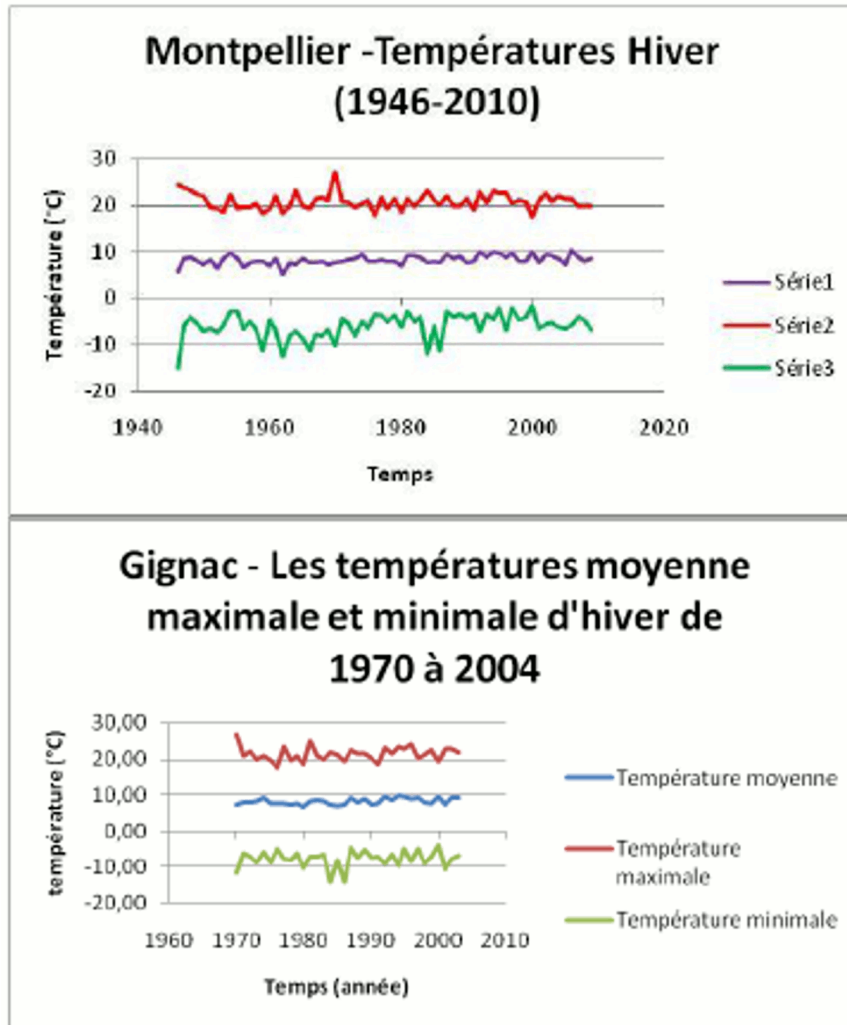 Montpellier -Températures Hiver
(1946-2010)
Température (°C)
30
20
10
0
-10
-20
1940
1960
1980
2000
2020
Temps
Série1
Série2
Série3
Gignac - Les températures moyenne
maximale et minimale d'hiver de
1970 à 2004
température (°C)
30,00
20,00
10,00
0,00
-10,00
-20,00
1960
1970
1980
1990
2000
2010
Temps (année)
Température moyenne
Température
maximale
Température minimale